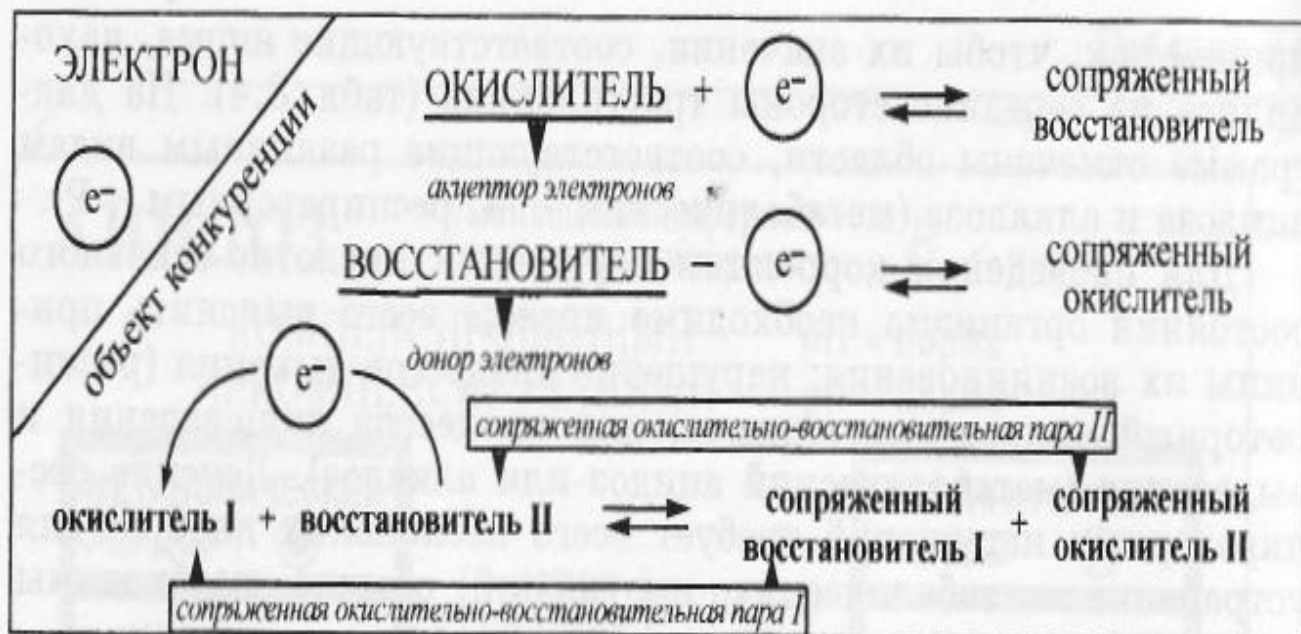 ЭЛЕКТРОН
объект конкуренции
e⁻
ОКИСЛИТЕЛЬ + e⁻ ⇄ сопряженный
восстановитель
акцептор электронов
ВОССТАНОВИТЕЛЬ − e⁻ ⇄ сопряженный
окислитель
донор электронов
e⁻
сопряженная окислительно-восстановительная пара II
окислитель I + восстановитель II ⇄ сопряженный
восстановитель I + сопряженный
окислитель II
сопряженная окислительно-восстановительная пара I